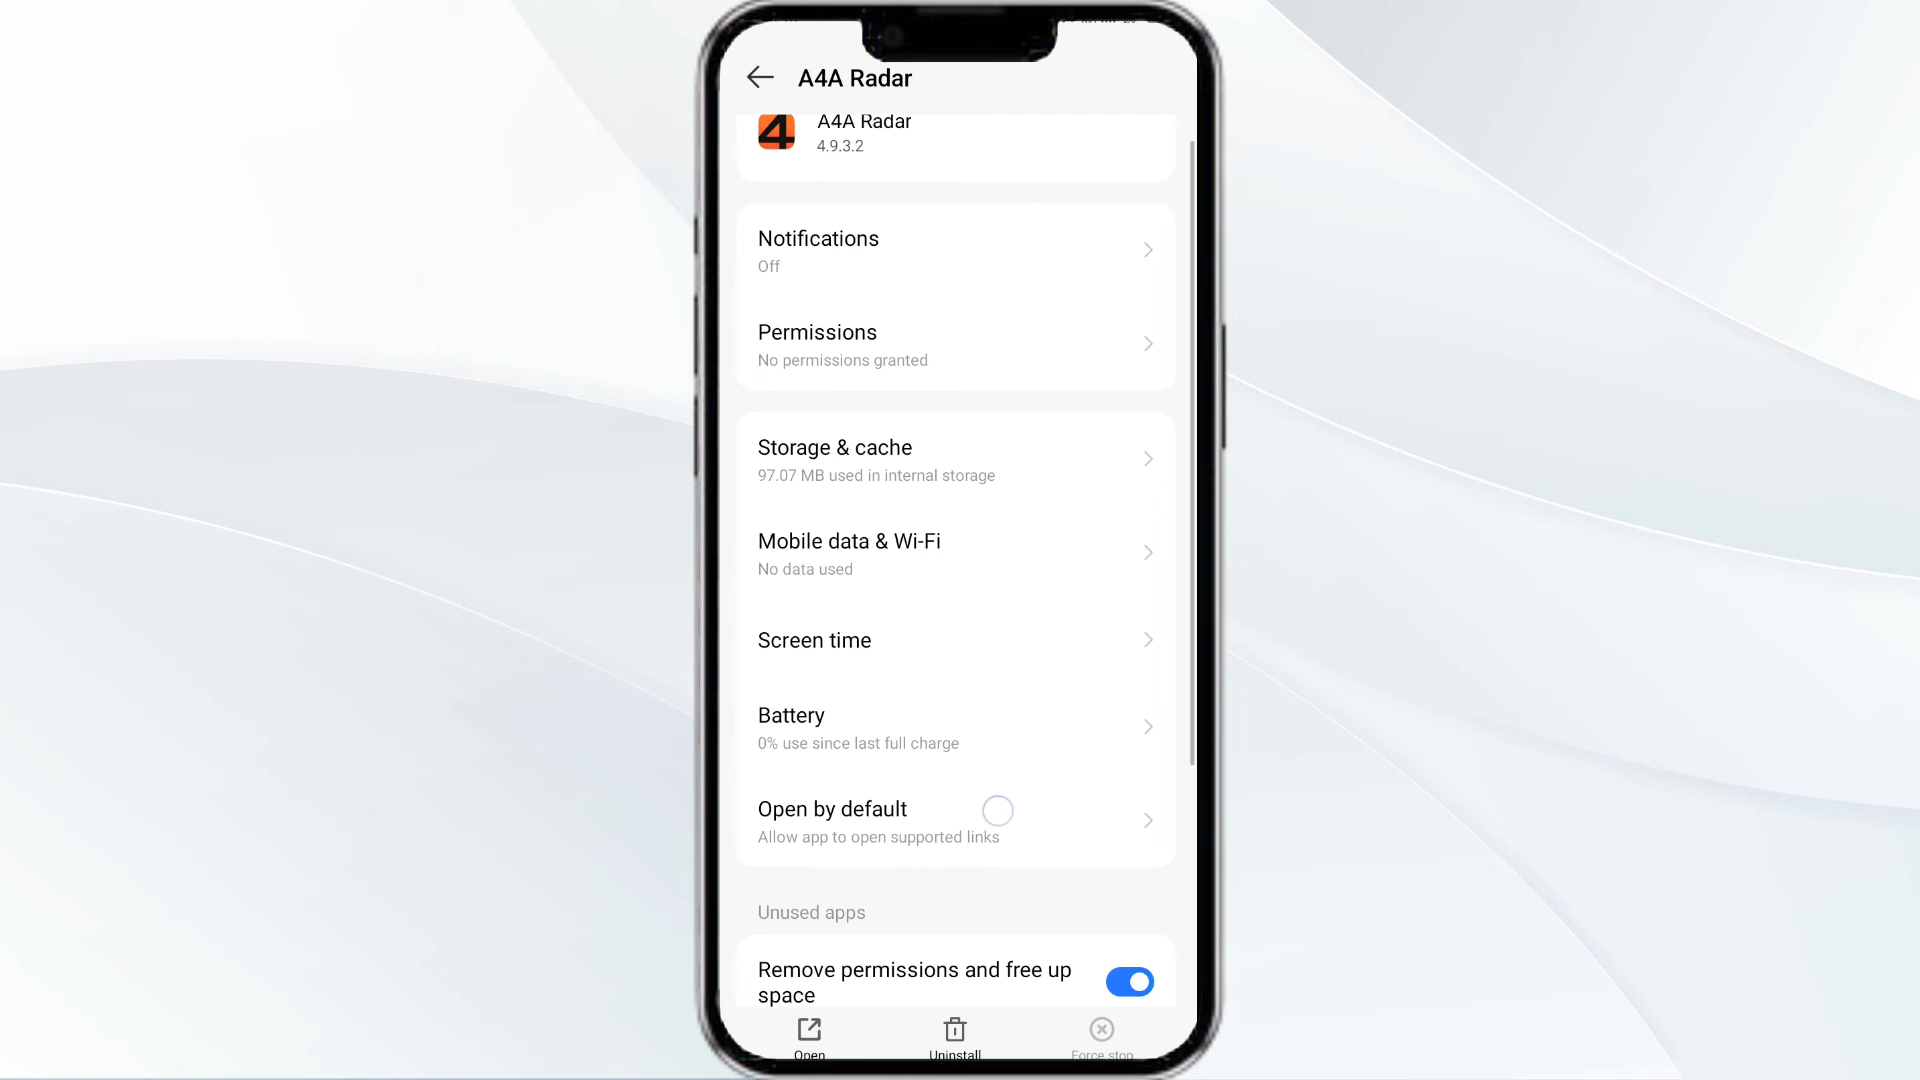 A4A Radar
4
A4A Radar
4.9.3.2
Notifications
Off
Permissions
No permissions granted
Storage & cache
97.07 MB used in internal storage
Mobile data & Wi-Fi
No data used
Screen time
Battery
0% use since last full charge
Open by default
Allow app to open supported links
Unused apps
Remove permissions and free up
space
Open
Uninstall
Force stop